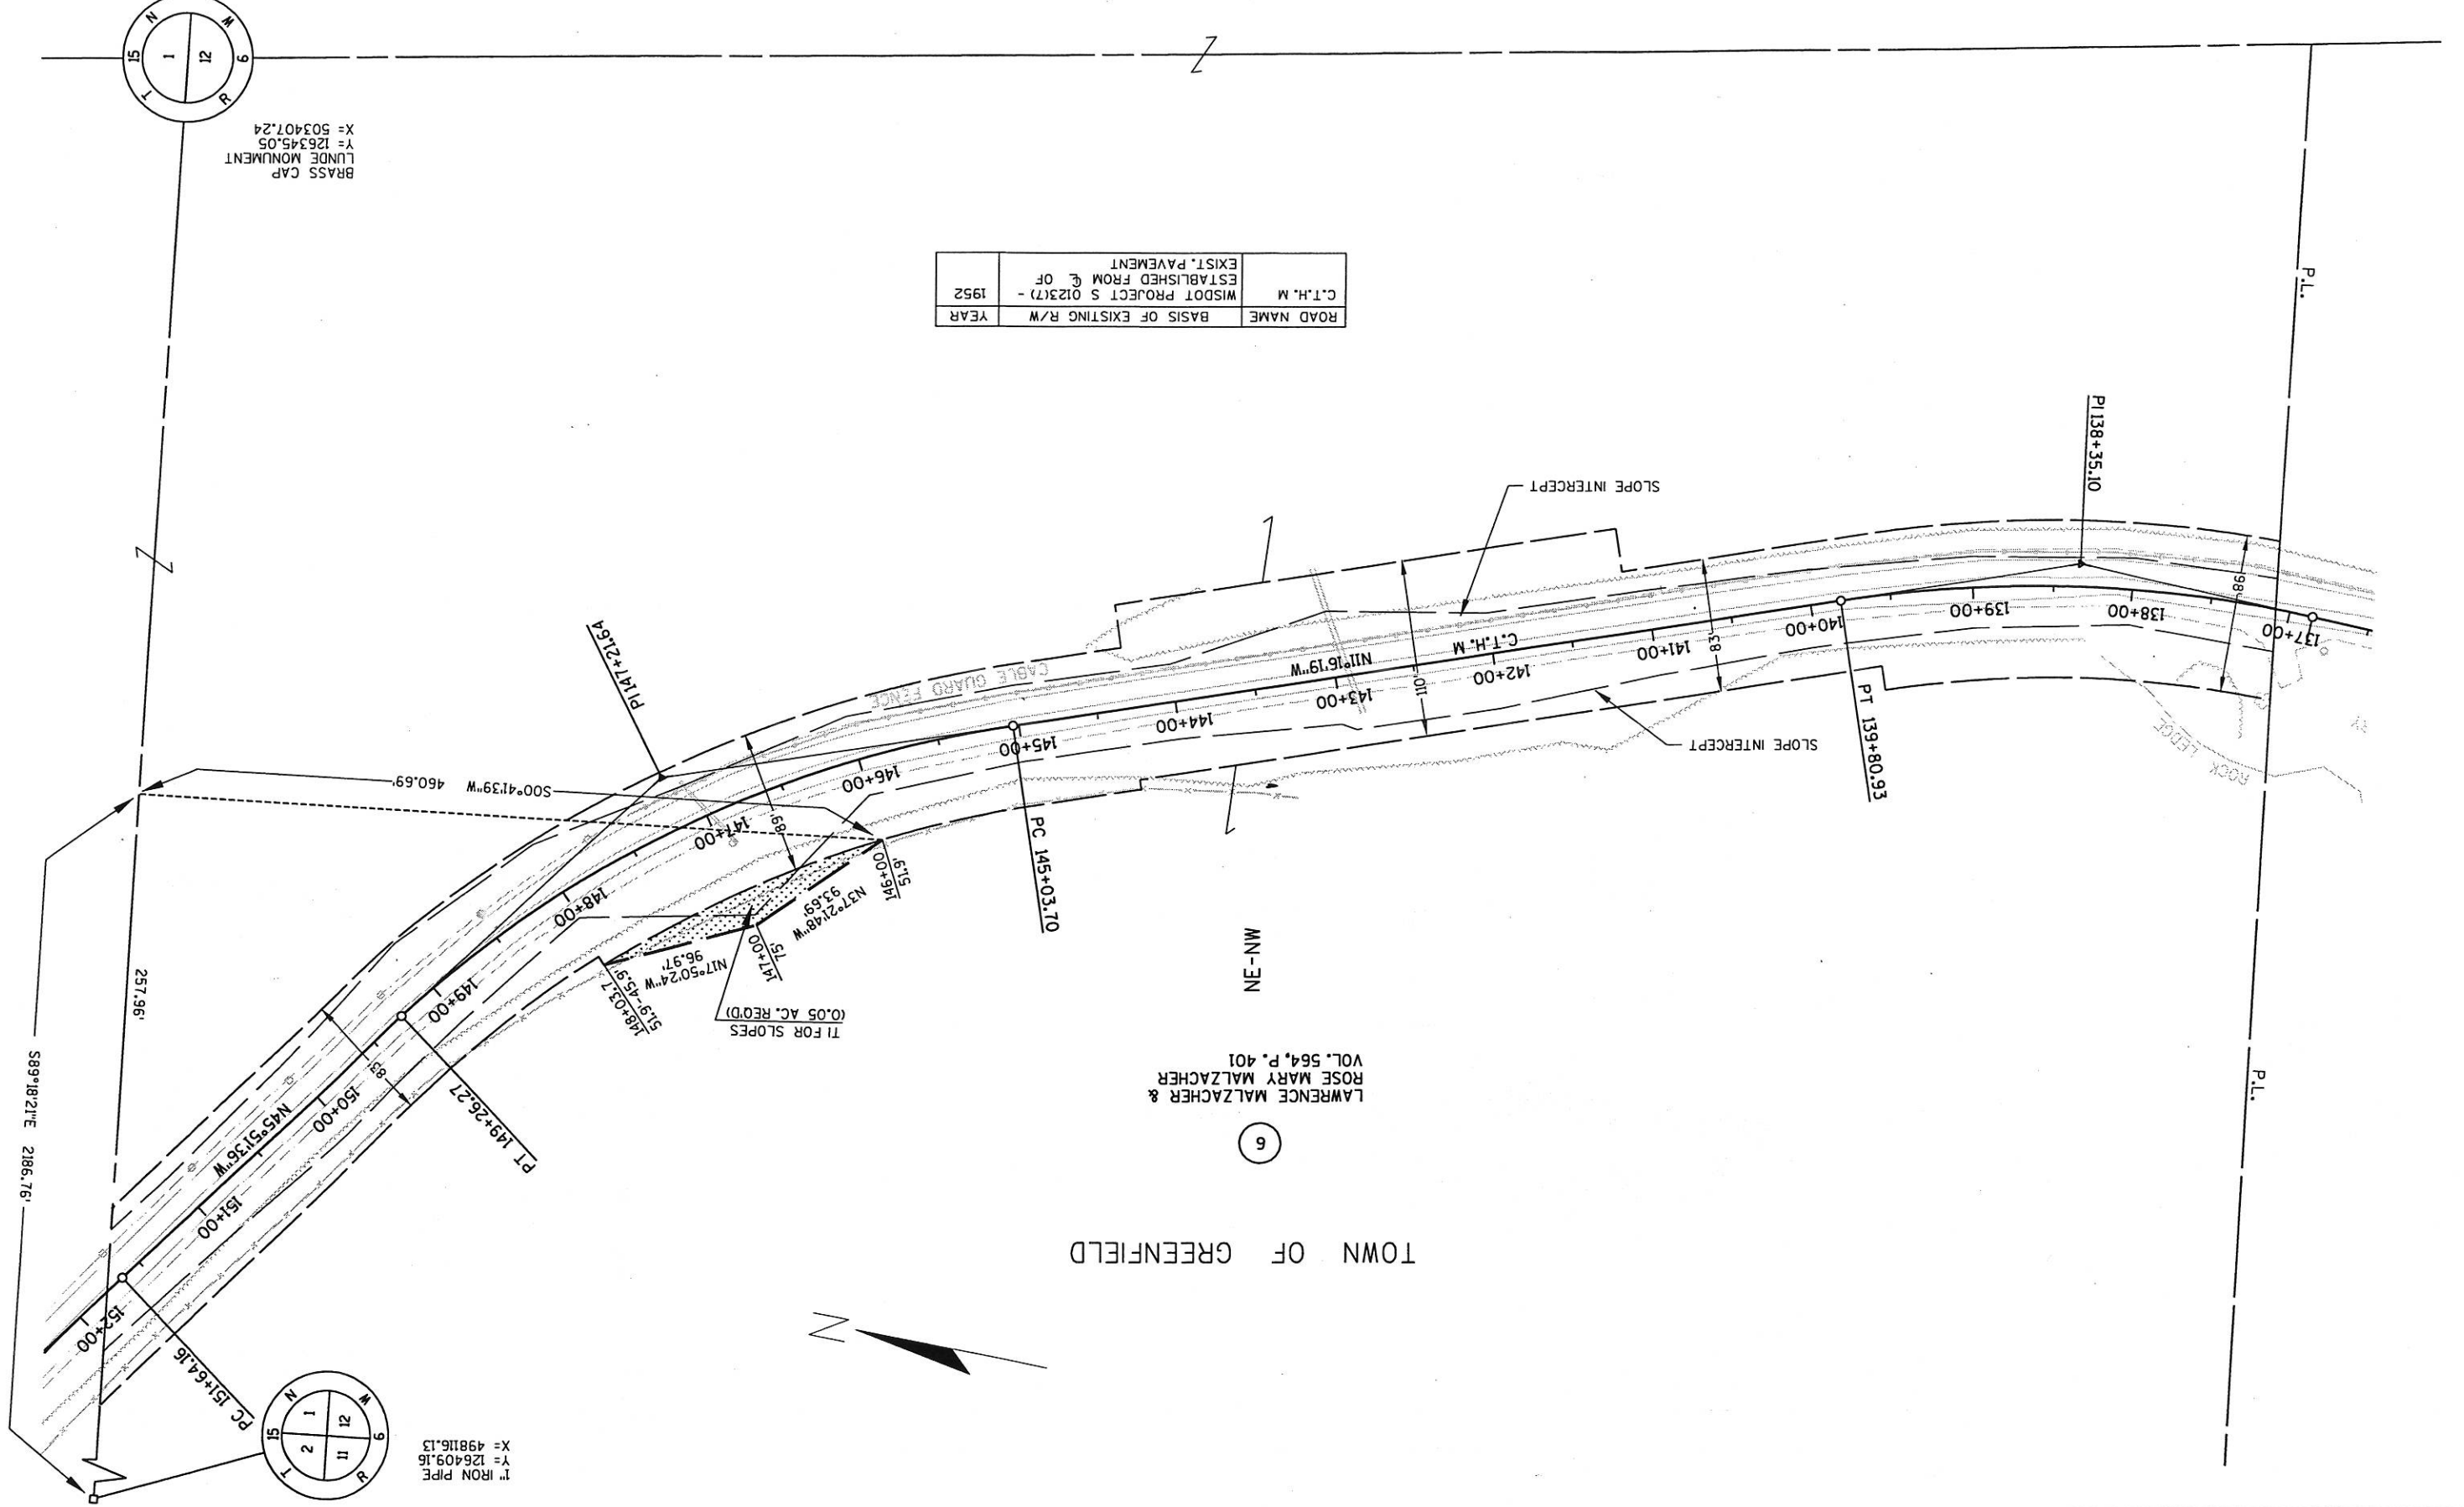 1" IRON PIPE
Y= 126409.16
X= 498116.13
T 15 N
R 6 W
2 1
11 12
PC 151+64.16
152+00
151+00
N45°51'36"W
150+00
83'
PT 149+26.27
149+00
S89°18'21"E 2186.76'
257.96'
TOWN OF GREENFIELD
6
LAWRENCE MALZACHER &
ROSE MARY MALZACHER
VOL. 564, P. 401
NE-NW
N
P.L.
TI FOR SLOPES
(0.05 AC. REQ'D)
148+03.7
51.9'-45.9'
N17°50'24"W
96.97'
147+00
75'
N37°21'48"W
93.69'
146+00
51.9'
148+00
147+00
89'
146+00
S00°41'39"W 460.69'
PI 147+21.64
PC 145+03.70
145+00
CABLE GUARD FENCE
144+00
143+00
N11°16'19"W
110'
142+00
C.T.H. M
141+00
83'
140+00
PT 139+80.93
139+00
138+00
98'
137+00
ROCK LEDGE
SLOPE INTERCEPT
SLOPE INTERCEPT
PI 138+35.10
P.L.
ROAD NAME BASIS OF EXISTING R/W YEAR
C.T.H. M WISDOT PROJECT S 0123(7) - 1952
ESTABLISHED FROM ℄ OF
EXIST. PAVEMENT
BRASS CAP
LUNDE MONUMENT
Y= 126345.05
X= 503407.24
T 15 N
R 6 W
1
12